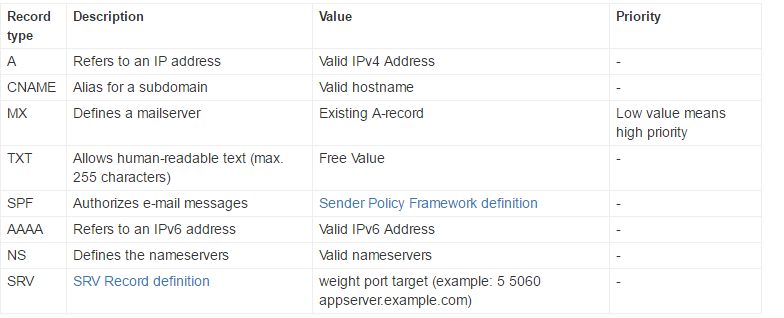 Record type Description Value Priority
A Refers to an IP address Valid IPv4 Address -
CNAME Alias for a subdomain Valid hostname -
MX Defines a mailserver Existing A-record Low value means high priority
TXT Allows human-readable text (max. 255 characters) Free Value -
SPF Authorizes e-mail messages Sender Policy Framework definition -
AAAA Refers to an IPv6 address Valid IPv6 Address -
NS Defines the nameservers Valid nameservers -
SRV SRV Record definition weight port target (example: 5 5060 appserver.example.com) -